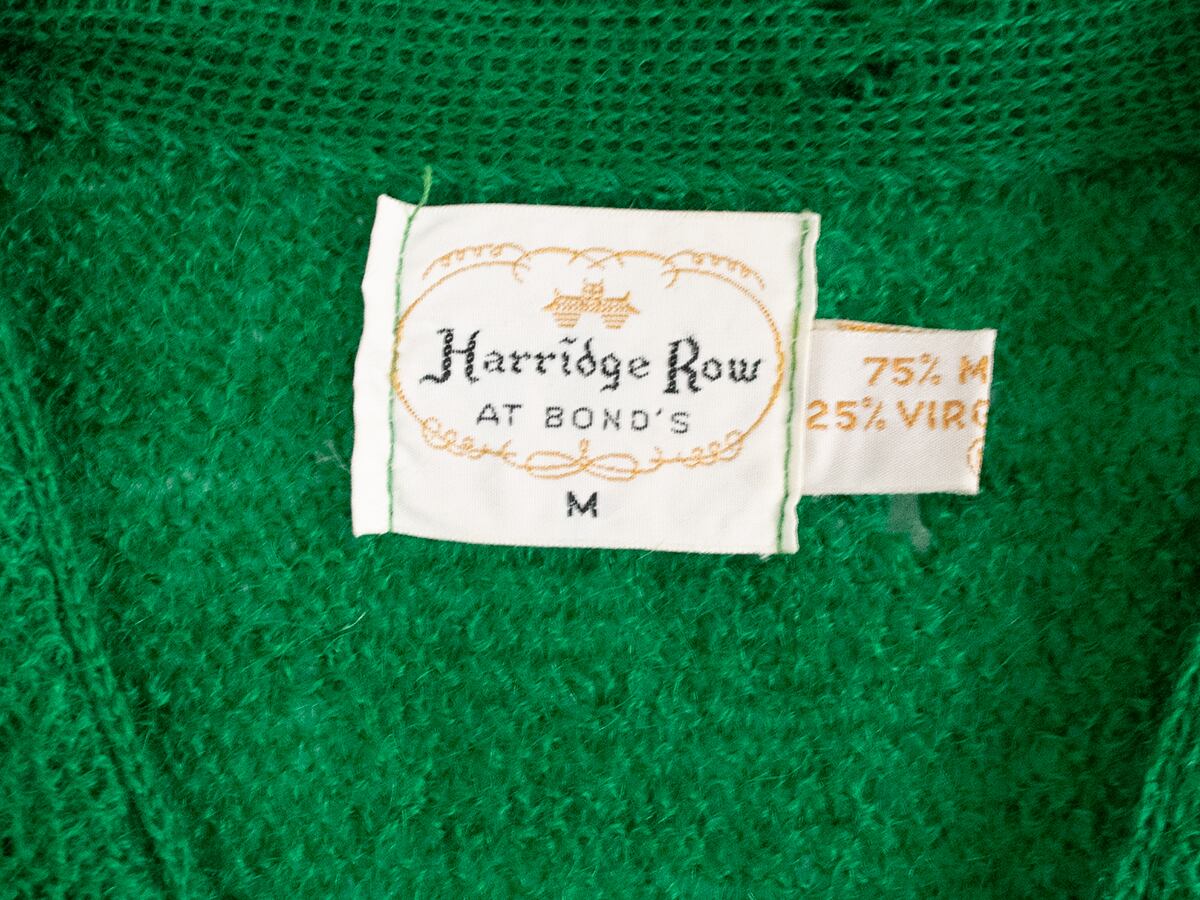 Harridge Row
AT BOND'S
M
75% M
25% VIRG